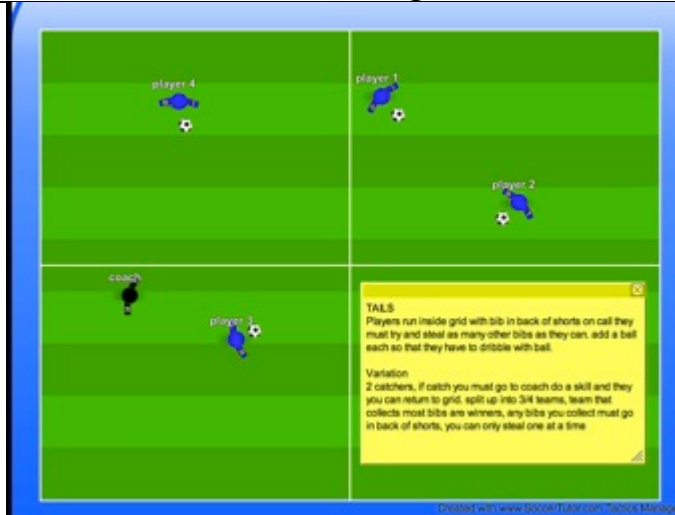 player 4
player 1
player 2
coach
player 3
TAILS
Players run inside grid with bib in back of shorts on call they
must try and steal as many other bibs as they can. add a ball
each so that they have to dribble with ball.
Variation
2 catchers, if catch you must go to coach do a skill and they
you can return to grid. split up into 3/4 teams, team that
collects most bibs are winners, any bibs you collect must go
in back of shorts, you can only steal one at a time
Created with www.SoccerTutor.com Tactics Manage